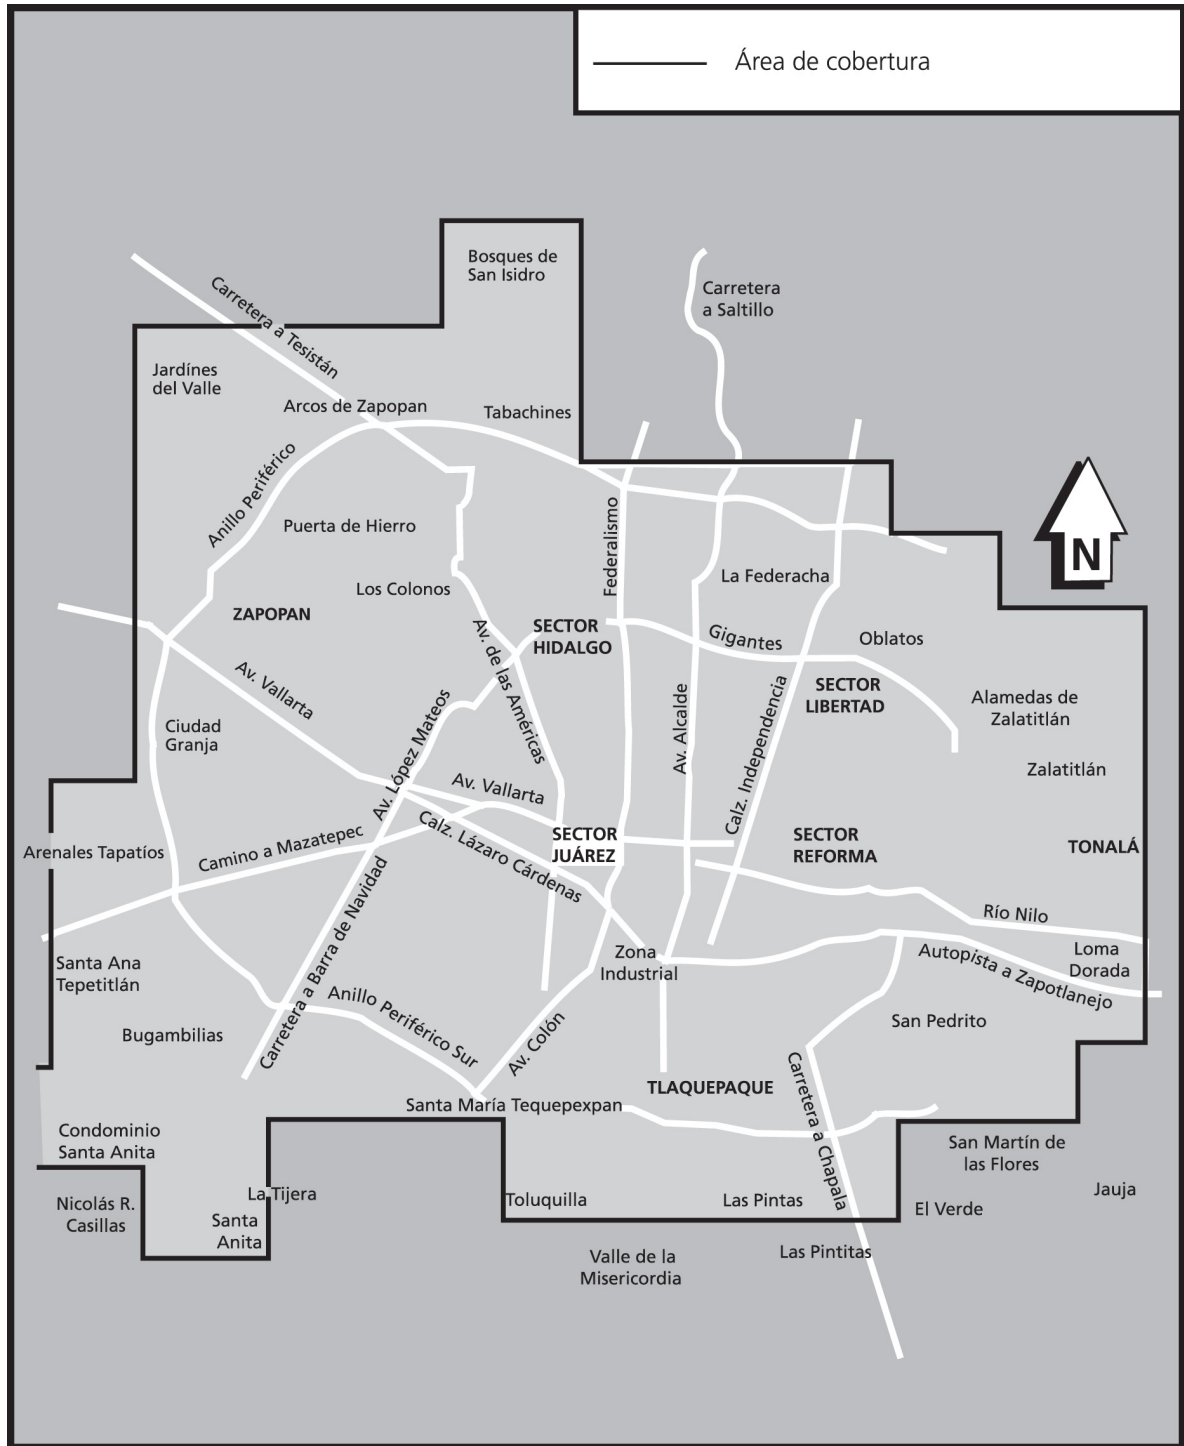 Área de cobertura
Bosques de
San Isidro
Carretera
a Saltillo
Carretera a Tesistán
Jardínes
del Valle
Arcos de Zapopan
Tabachines
Anillo Periférico
Puerta de Hierro
Federalismo
N
Los Colonos
La Federacha
ZAPOPAN
SECTOR
HIDALGO
Gigantes
Oblatos
Av. de las Américas
Av. Vallarta
SECTOR
LIBERTAD
Alamedas de
Zalatitlán
Ciudad
Granja
Av. López Mateos
Av. Alcalde
Calz. Independencia
Zalatitlán
Av. Vallarta
Calz. Lázaro Cárdenas
SECTOR
JUÁREZ
SECTOR
REFORMA
TONALÁ
Arenales Tapatíos
Camino a Mazatepec
Río Nilo
Carretera a Barra de Navidad
Santa Ana
Tepetitlán
Zona
Industrial
Autopista a Zapotlanejo
Loma
Dorada
Anillo Periférico Sur
Bugambilias
Av. Colón
San Pedrito
TLAQUEPAQUE
Carretera a Chapala
Santa María Tequepexpan
Condominio
Santa Anita
San Martín de
las Flores
Nicolás R.
Casillas
La Tijera
Santa
Anita
Toluquilla
Las Pintas
El Verde
Jauja
Valle de la
Misericordia
Las Pintitas